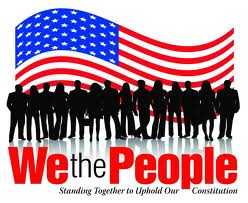 We the People
Standing Together to Uphold Our Constitution